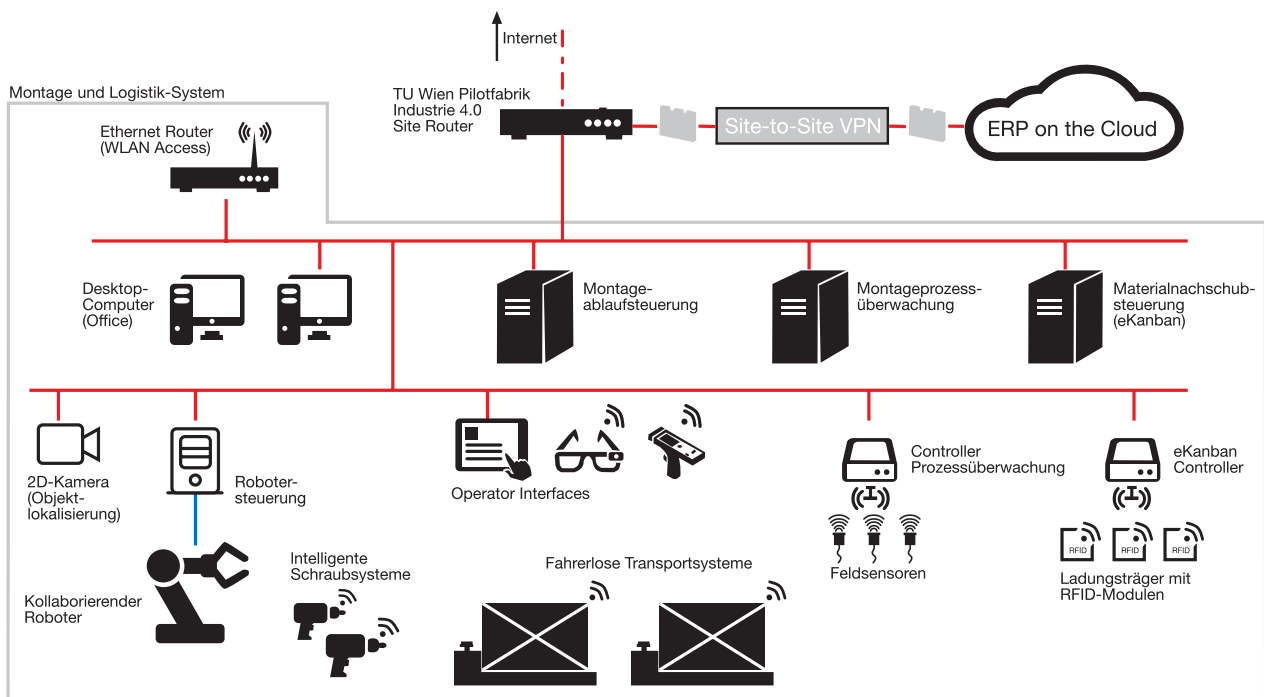 Internet
Montage und Logistik-System
TU Wien Pilotfabrik
Industrie 4.0
Site Router
Site-to-Site VPN
ERP on the Cloud
Ethernet Router
(WLAN Access)
Desktop-
Computer
(Office)
Montage-
ablaufsteuerung
Montageprozess-
überwachung
Materialnachschub-
steuerung
(eKanban)
2D-Kamera
(Objekt-
lokalisierung)
Roboter-
steuerung
Operator Interfaces
Controller
Prozessüberwachung
eKanban
Controller
Kollaborierender
Roboter
Intelligente
Schraubsysteme
Fahrerlose Transportsysteme
Feldsensoren
RFID
RFID
RFID
Ladungsträger mit
RFID-Modulen